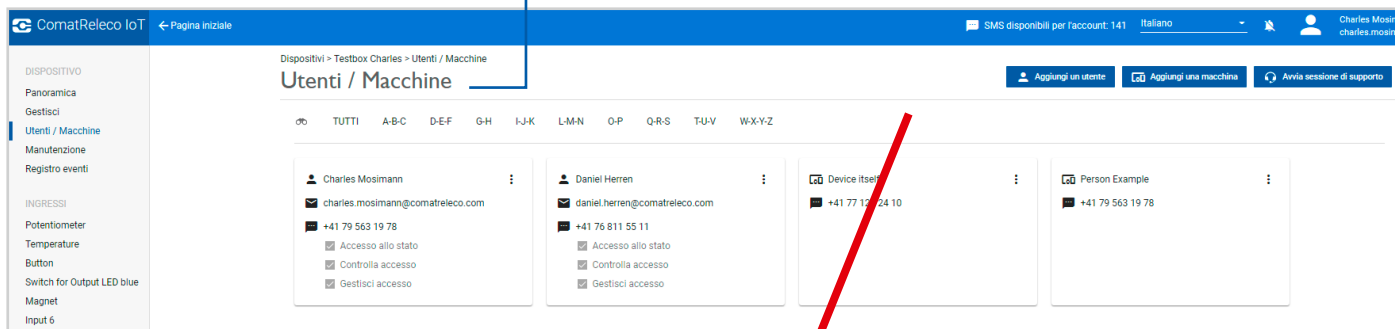 ComatReleco IoT
Pagina iniziale
SMS disponibili per l'account: 141
Italiano
Charles
charles.mosim
DISPOSITIVO
Panoramica
Gestisci
Utenti / Macchine
Manutenzione
Registro eventi
INGRESSI
Potentiometer
Temperature
Button
Switch for Output LED blue
Magnet
Input 6
Dispositivi > Testbox Charles > Utenti / Macchine
Utenti / Macchine
Aggiungi un utente
Aggiungi una macchina
Avvia sessione di supporto
TUTTI A-B-C D-E-F G-H I-J-K L-M-N O-P Q-R-S T-U-V W-X-Y-Z
Charles Mosimann
charles.mosimann@comatreleco.com
+41 79 563 19 78
Accesso allo stato
Controlla accesso
Gestisci accesso
Daniel Herren
daniel.herren@comatreleco.com
+41 76 811 55 11
Accesso allo stato
Controlla accesso
Gestisci accesso
Device itself
+41 77 24 10
Person Example
+41 79 563 19 78